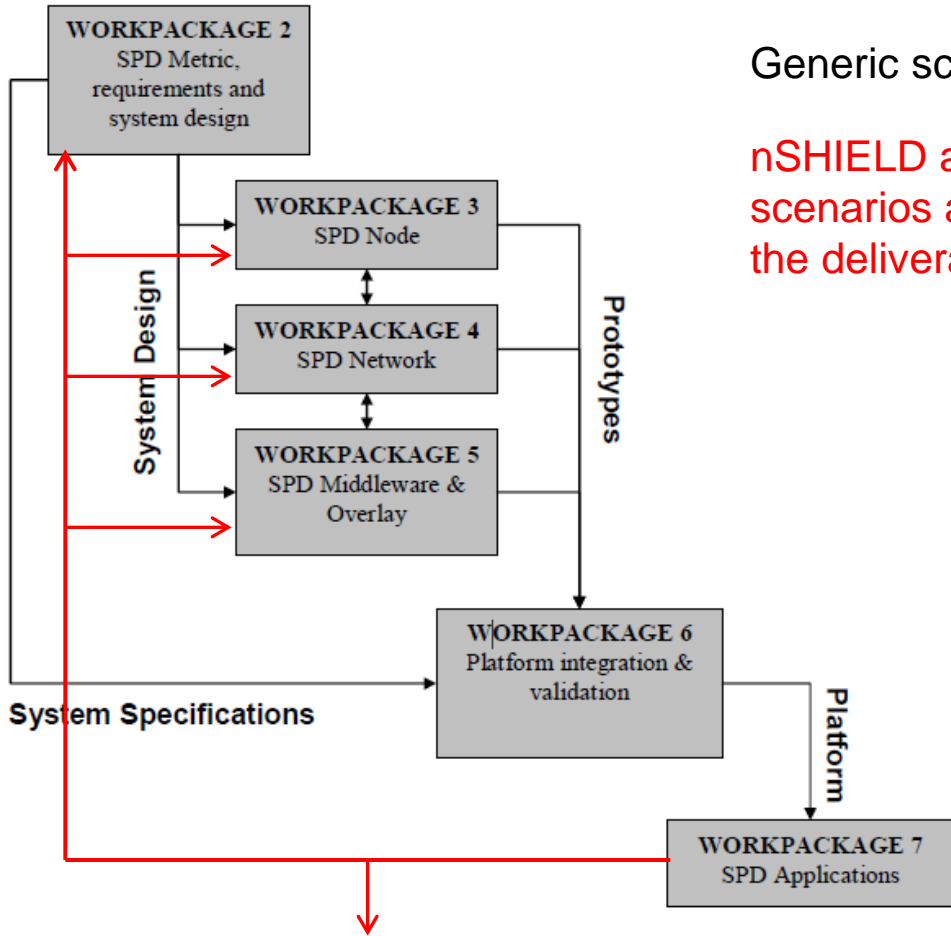 WORKPACKAGE 2
SPD Metric,
requirements and
system design
Generic sc
nSHIELD a
scenarios a
the delivera
WORKPACKAGE 3
SPD Node
WORKPACKAGE 4
SPD Network
WORKPACKAGE 5
SPD Middleware &
Overlay
System Design
Prototypes
WORKPACKAGE 6
Platform integration &
validation
System Specifications
Platform
WORKPACKAGE 7
SPD Applications